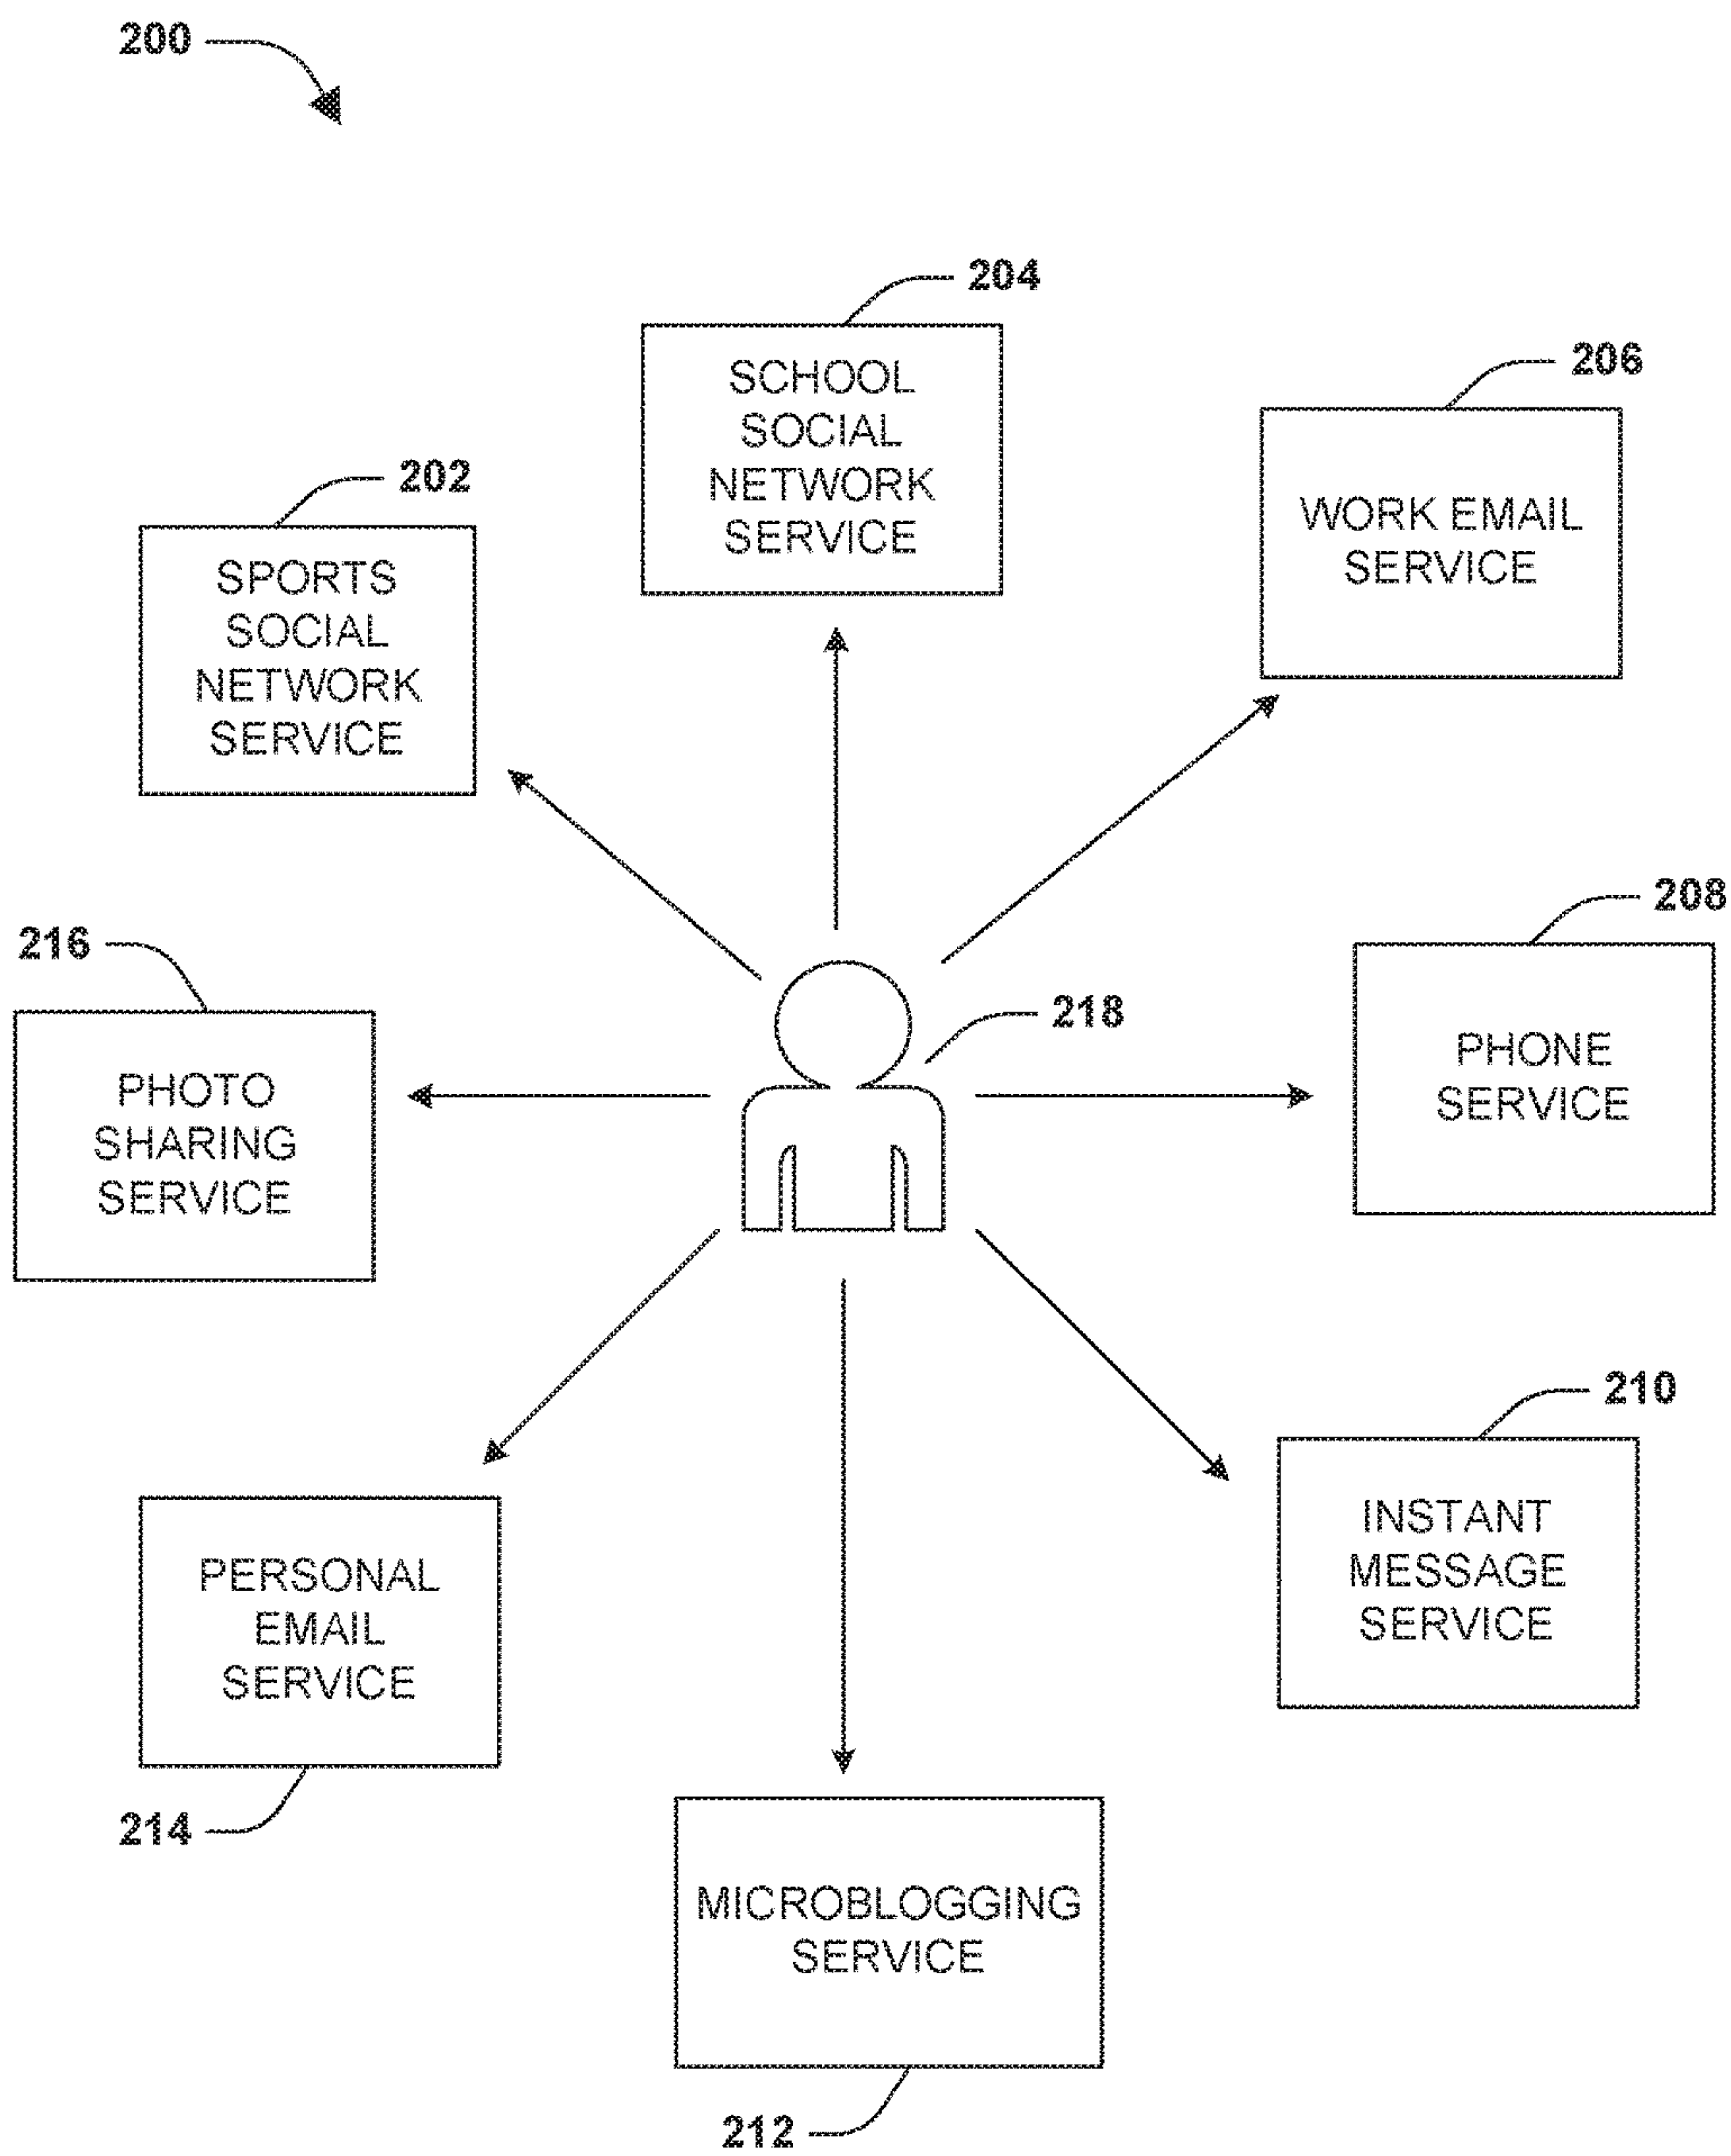 200
204
SCHOOL
SOCIAL
NETWORK
SERVICE
206
WORK EMAIL
SERVICE
202
SPORTS
SOCIAL
NETWORK
SERVICE
208
PHONE
SERVICE
216
PHOTO
SHARING
SERVICE
218
210
INSTANT
MESSAGE
SERVICE
PERSONAL
EMAIL
SERVICE
214
MICROBLOGGING
SERVICE
212